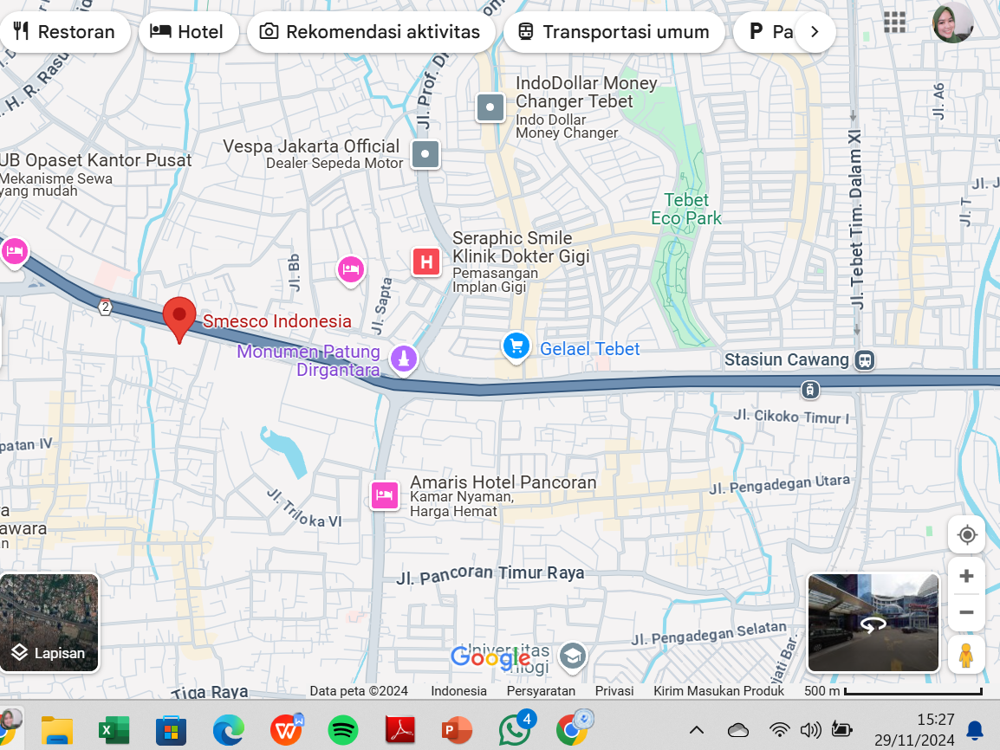 Restoran
Hotel
Rekomendasi aktivitas
Transportasi umum
P Pa
H. R. Rasu
Jl. Prof. D
IndoDollar Money
Changer Tebet
Indo Dollar
Money Changer
Jl. A6
Vespa Jakarta Official
Dealer Sepeda Motor
UB Opaset Kantor Pusat
Mekanisme Sewa
yang mudah
Jl. Tebet Tim. Dalam XI
Jl. J
Jl. T
Tebet
Eco Park
Seraphic Smile
Klinik Dokter Gigi
Pemasangan
Implan Gigi
H
Jl. Bb
Jl. Sapta
2
Smesco Indonesia
Monumen Patung
Dirgantara
Gelael Tebet
Stasiun Cawang
Jl. Cikoko Timur I
patan IV
Amaris Hotel Pancoran
Kamar Nyaman,
Harga Hemat
Jl. Pengadegan Utara
Jl. Triloka VI
a
awara
n
Jl. Pancoran Timur Raya
Lapisan
Jl. Pengadegan Selatan
jati Bar.
Universitas
Trilogi
Google
Tiga Raya
Data peta ©2024 Indonesia Persyaratan Privasi Kirim Masukan Produk 500 m
4
15:27
29/11/2024